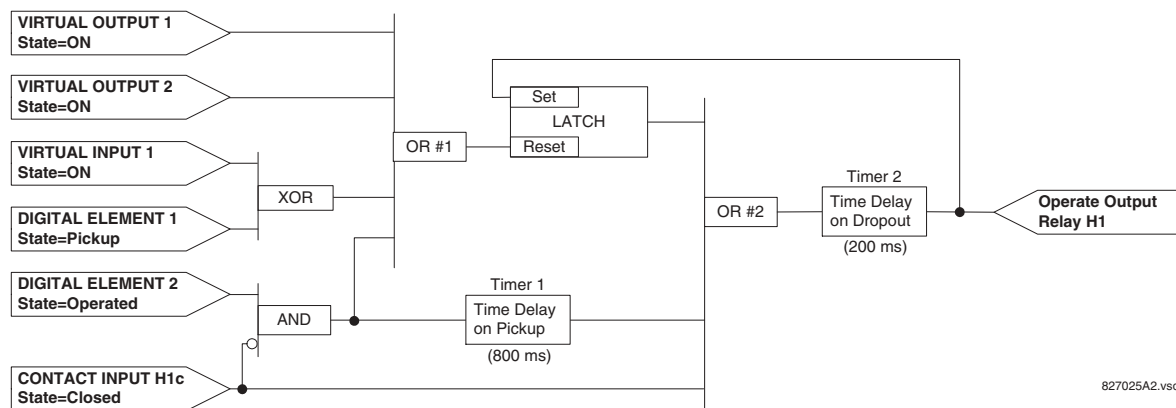 VIRTUAL OUTPUT 1
State=ON
VIRTUAL OUTPUT 2
State=ON
VIRTUAL INPUT 1
State=ON
DIGITAL ELEMENT 1
State=Pickup
DIGITAL ELEMENT 2
State=Operated
CONTACT INPUT H1c
State=Closed
XOR
AND
OR #1
Set
LATCH
Reset
Timer 1
Time Delay
on Pickup
(800 ms)
OR #2
Timer 2
Time Delay
on Dropout
(200 ms)
Operate Output
Relay H1
827025A2.vsd